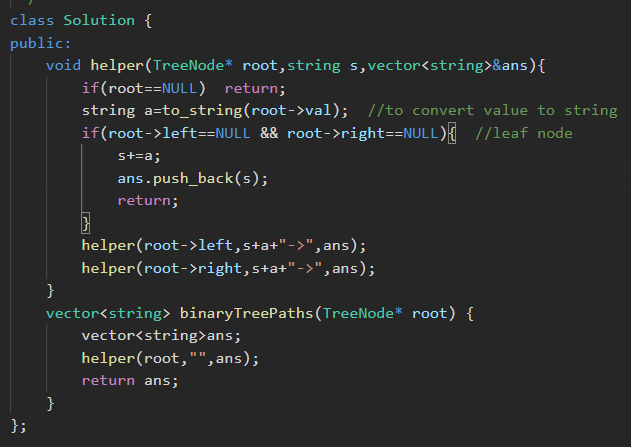 class Solution {
public:
    void helper(TreeNode* root,string s,vector<string>&ans){
        if(root==NULL)  return;
        string a=to_string(root->val);  //to convert value to string
        if(root->left==NULL && root->right==NULL){  //leaf node
            s+=a;
            ans.push_back(s);
            return;
        }
        helper(root->left,s+a+"->",ans);
        helper(root->right,s+a+"->",ans);
    }
    vector<string> binaryTreePaths(TreeNode* root) {
        vector<string>ans;
        helper(root,"",ans);
        return ans;
    }
};